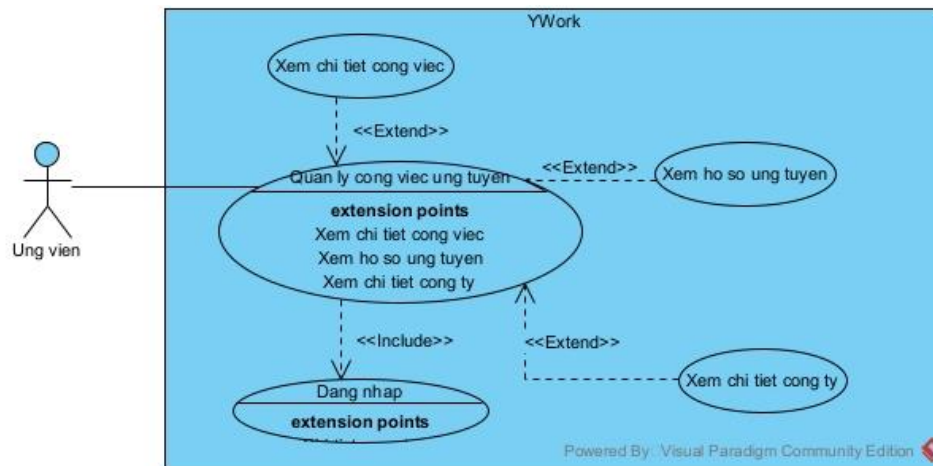 YWork
Xem chi tiet cong viec
<<Extend>>
Quan ly cong viec ung tuyen
extension points
Xem chi tiet cong viec
Xem ho so ung tuyen
Xem chi tiet cong ty
<<Extend>>
Xem ho so ung tuyen
Ung vien
<<Include>>
<<Extend>>
Xem chi tiet cong ty
Dang nhap
extension points
Powered By: Visual Paradigm Community Edition